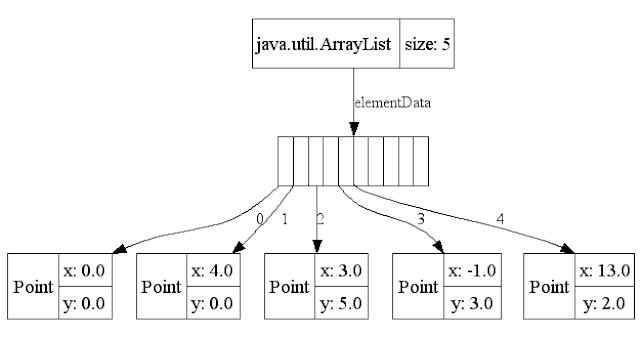 java.util.ArrayList size: 5
elementData
0 1 2 3 4
Point x: 0.0 y: 0.0
Point x: 4.0 y: 0.0
Point x: 3.0 y: 5.0
Point x: -1.0 y: 3.0
Point x: 13.0 y: 2.0